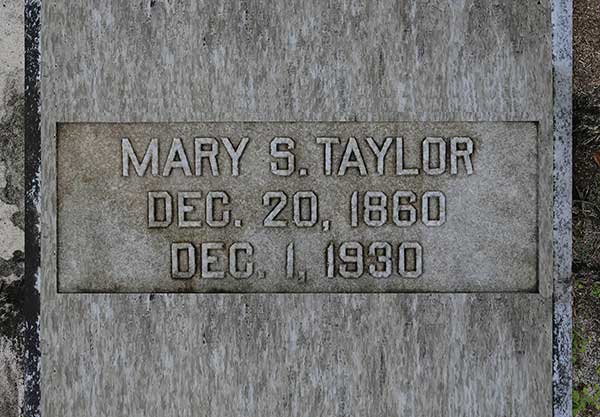 MARY S. TAYLOR
DEC. 20, 1860
DEC. 1, 1930